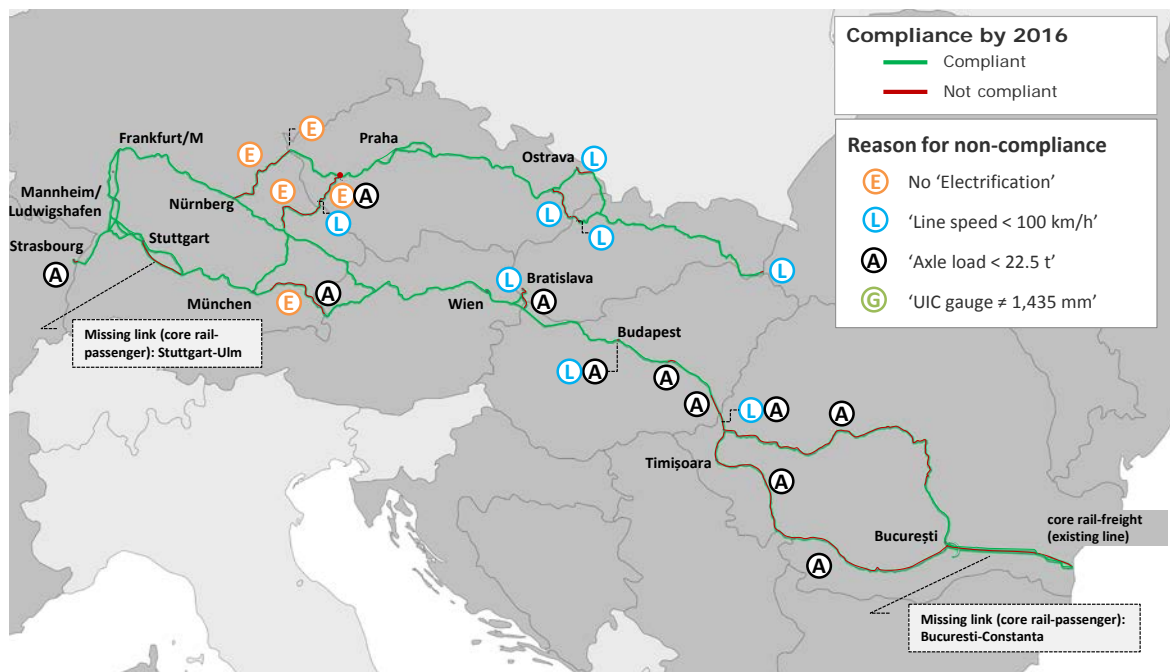 Compliance by 2016
Compliant
Not compliant
Reason for non-compliance
E No 'Electrification'
L 'Line speed < 100 km/h'
A 'Axle load < 22.5 t'
G 'UIC gauge ≠ 1,435 mm'
E
Frankfurt/M
Praha
E
Ostrava
L
Mannheim/
Ludwigshafen
E
E A
Nürnberg
L
L
L
Strasbourg
Stuttgart
A
L
L
Bratislava
München
E
A
Wien
A
Missing link (core rail-
passenger): Stuttgart-Ulm
Budapest
L A
A
A
L A
A
Timișoara
A
București
core rail-freight
(existing line)
A
Missing link (core rail-passenger):
Bucuresti-Constanta